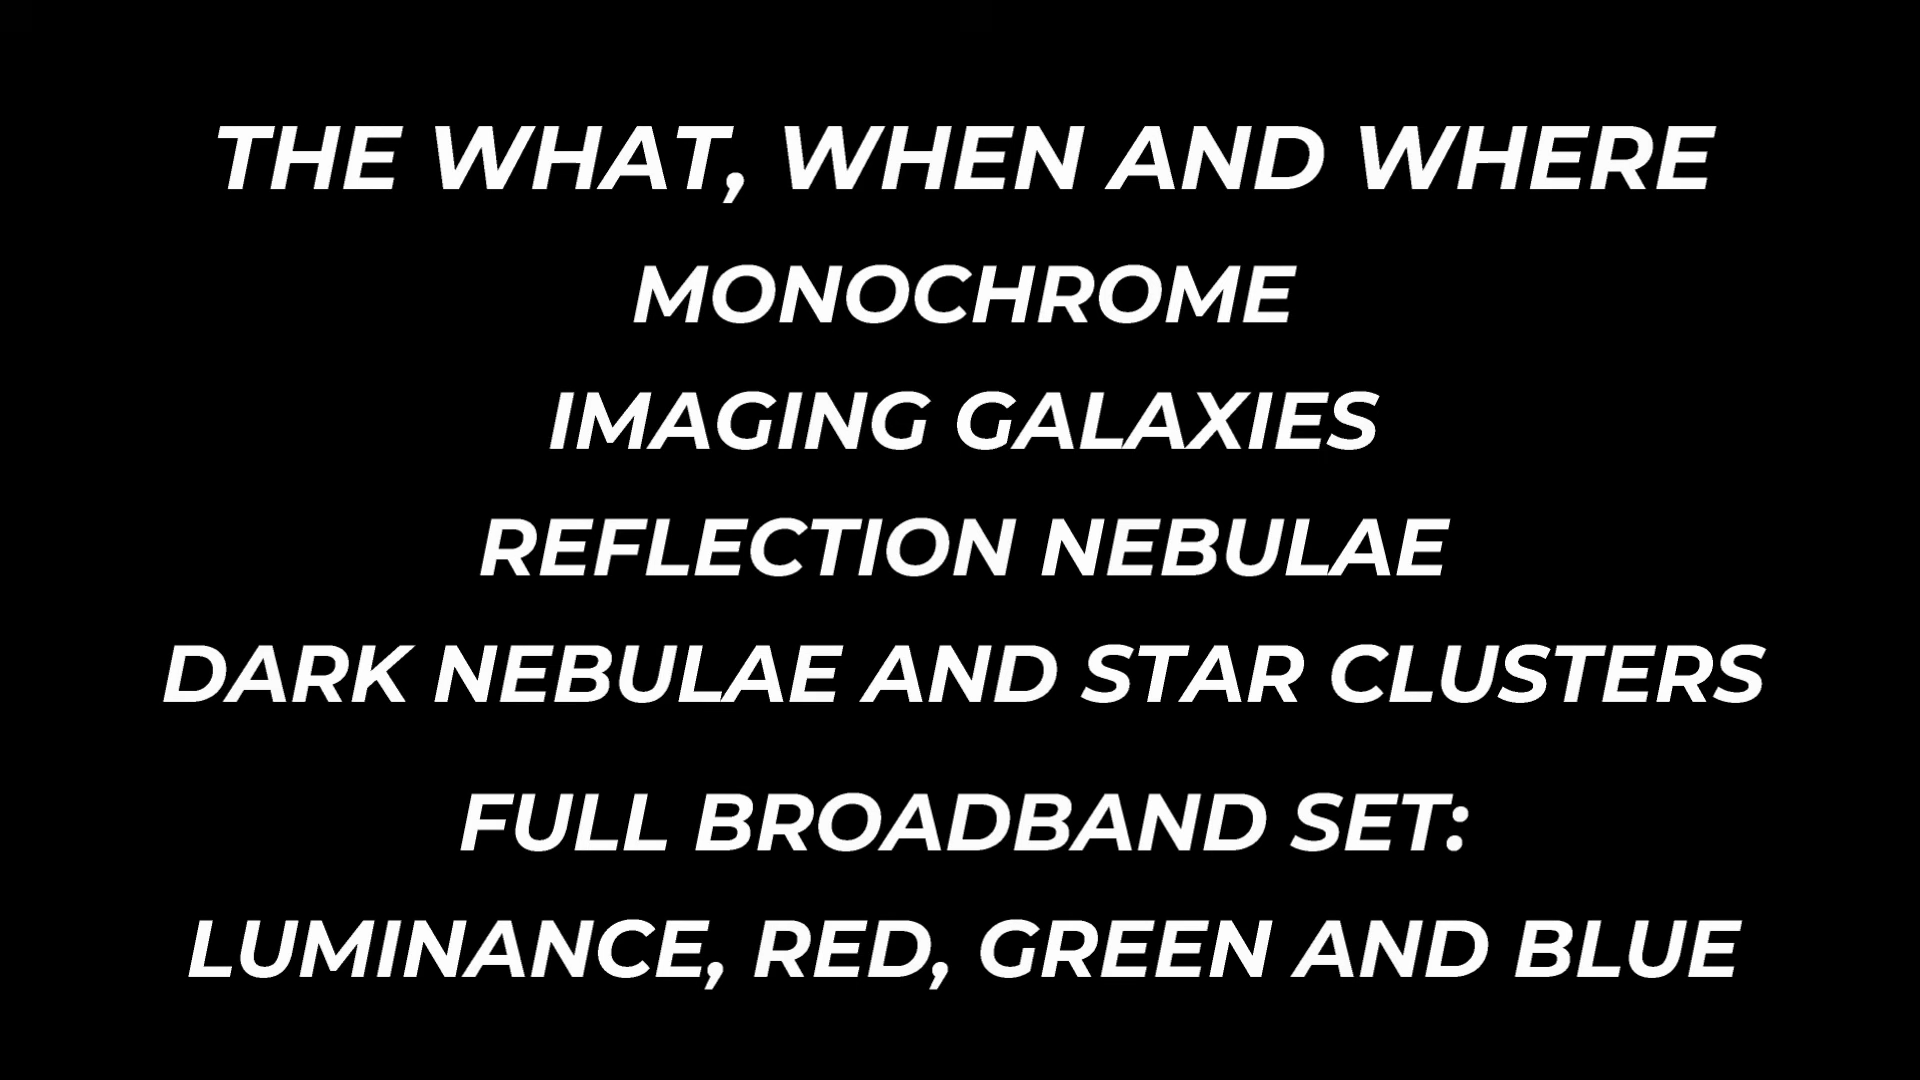 THE WHAT, WHEN AND WHERE
MONOCHROME
IMAGING GALAXIES
REFLECTION NEBULAE
DARK NEBULAE AND STAR CLUSTERS
FULL BROADBAND SET:
LUMINANCE, RED, GREEN AND BLUE